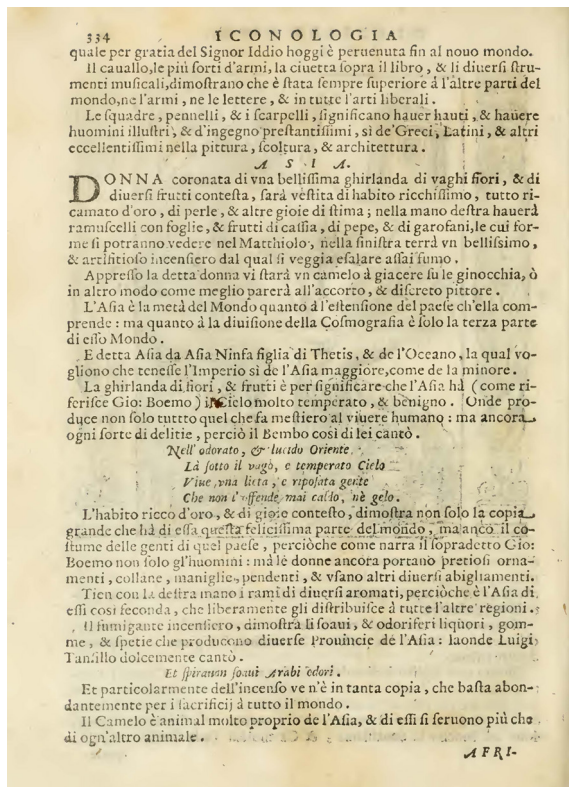 334 ICONOLOGIA
quale per gratia del Signor Iddio hoggi è peruenuta fin al nouo mondo.
Il cauallo, le più forti d'armi, la ciuetta sopra il libro, & li diuersi stru-
menti musicali, dimostrano che è stata sempre superiore á l'altre parti del
mondo, ne l'armi, ne le lettere, & in tutte l'arti liberali.
Le squadre, pennelli, & i scarpelli, significano hauer hauti, & hauere
huomini illustri, & d'ingegno prestantissimi, sì de' Greci, Latini, & altri
eccellentissimi nella pittura, scoltura, & architettura.
ASIA.
DONNA coronata di vna bellissima ghirlanda di vaghi fiori, & di
diuersi frutti contesta, sará vestita di habito ricchissimo, tutto ri-
camato d'oro, di perle, & altre gioie di stima; nella mano destra hauerá
ramuscelli con foglie, & frutti di cassia, di pepe, & di garofani, le cui for-
me si potranno vedere nel Matthiolo, nella sinistra terrá vn bellissimo,
& artifitioso incensiero dal qual si veggia esalare assai fumo.
Appresso la detta donna vi stará vn camelo á giacere su le ginocchia, ò
in altro modo come meglio parerá all'accorto, & discreto pittore.
L'Asia è la metá del Mondo quanto á l'estensione del paese ch'ella com-
prende: ma quanto á la diuisione della Cosmografia è solo la terza parte
di esso Mondo.
E detta Asia da Asia Ninfa figlia di Thetis, & de l'Oceano, la qual vo-
gliono che tenesse l'Imperio sì de l'Asia maggiore, come de la minore.
La ghirlanda di fiori, & frutti è per significare che l'Asia há (come ri-
ferisce Gio: Boemo) il Cielo molto temperato, & benigno. Onde pro-
duce non solo tuttto quel che fa mestiero al viuere humano: ma ancora
ogni sorte di delitie, perciò il Bembo così di lei cantò.
Nell'odorato, & lucido Oriente
Lá sotto il vago, e temperato Cielo
Viue vna lieta, e riposata gente
Che non l'offende mai caldo, nè gelo.
L'habito ricco d'oro, & di gioie contesto, dimostra non solo la copia
grande che há di essa questa felicissima parte del mondo, ma anco il co-
stume delle genti di quel paese, perciòche come narra il sopradetto Gio:
Boemo non solo gl'huomini: má le donne ancora portano pretiosi orna-
menti, collane, maniglie, pendenti, & vsano altri diuersi abigliamenti.
Tien con la destra mano i rami di diuersi aromati, perciòche è l'Asia di
essi così feconda, che liberamente gli distribuisce á tutte l'altre regioni.
Il fumigante incensiero, dimostra li soaui, & odoriferi liquori, gom-
me, & spetie che producono diuerse Prouincie de l'Asia: laonde Luigi
Tansillo dolcemente cantò.
Et spirauan soaui Arabi odori.
Et particolarmente dell'incenso ve n'è in tanta copia, che basta abon-
dantemente per i sacrificij á tutto il mondo.
Il Camelo è animal molto proprio de l'Asia, & di essi si seruono più che
di ogn'altro animale.
AFRI-